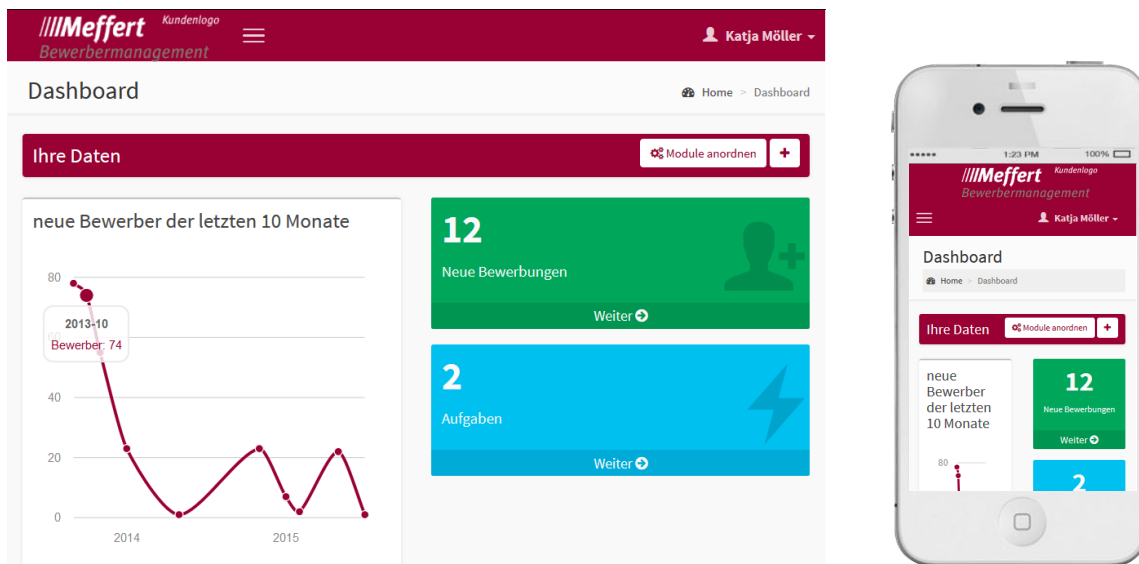 ////Meffert Kundenlogo
Bewerbermanagement
Katja Möller
Dashboard
Home > Dashboard
Ihre Daten
Module anordnen +
neue Bewerber der letzten 10 Monate
80
2013-10
Bewerber: 74
40
20
0
2014 2015
12
Neue Bewerbungen
Weiter
2
Aufgaben
Weiter
1:23 PM 100%
////Meffert Kundenlogo
Bewerbermanagement
Katja Möller
Dashboard
Home > Dashboard
Ihre Daten Module anordnen +
neue
Bewerber
der letzten
10 Monate
80
12
Neue Bewerbungen
Weiter
2